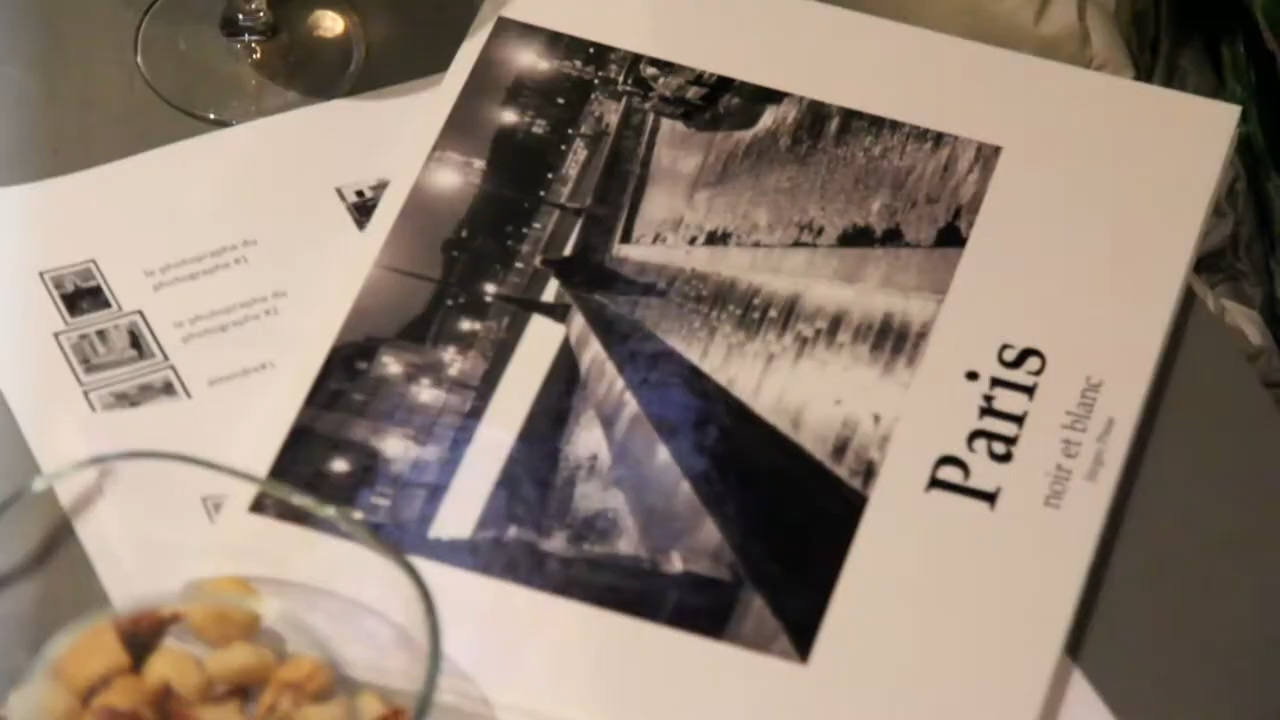 Paris
noir et blanc
le photographe du
photographe #1
le photographe du
photographe #2